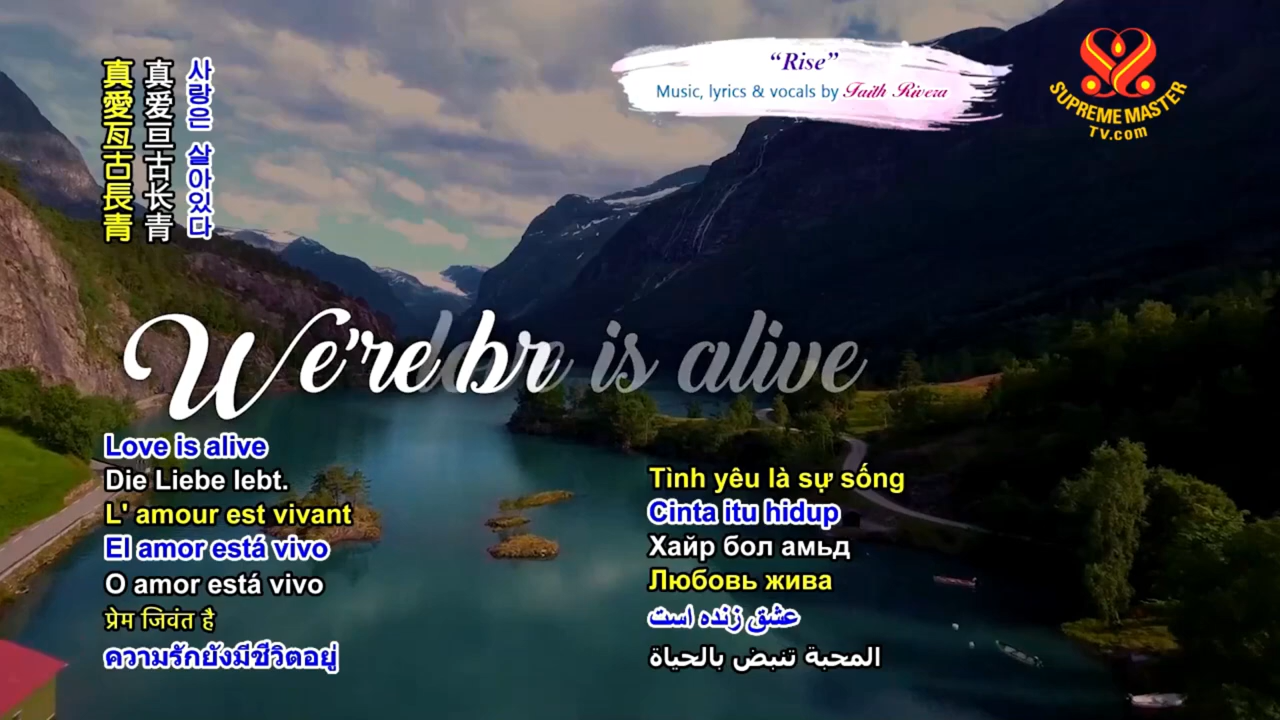 “Rise”
Music, lyrics & vocals by Faith Rivera
SUPREME MASTER
TV.com
真愛亙古長青
真爱亘古长青
사랑은 살아있다
We're br
love is alive
Love is alive
Die Liebe lebt.
L' amour est vivant
El amor está vivo
O amor está vivo
प्रेम जिवंत है
ความรักยังมีชีวิตอยู่
Tình yêu là sự sống
Cinta itu hidup
Хайр бол амьд
Любовь жива
عشق زنده است
المحبة تنبض بالحياة